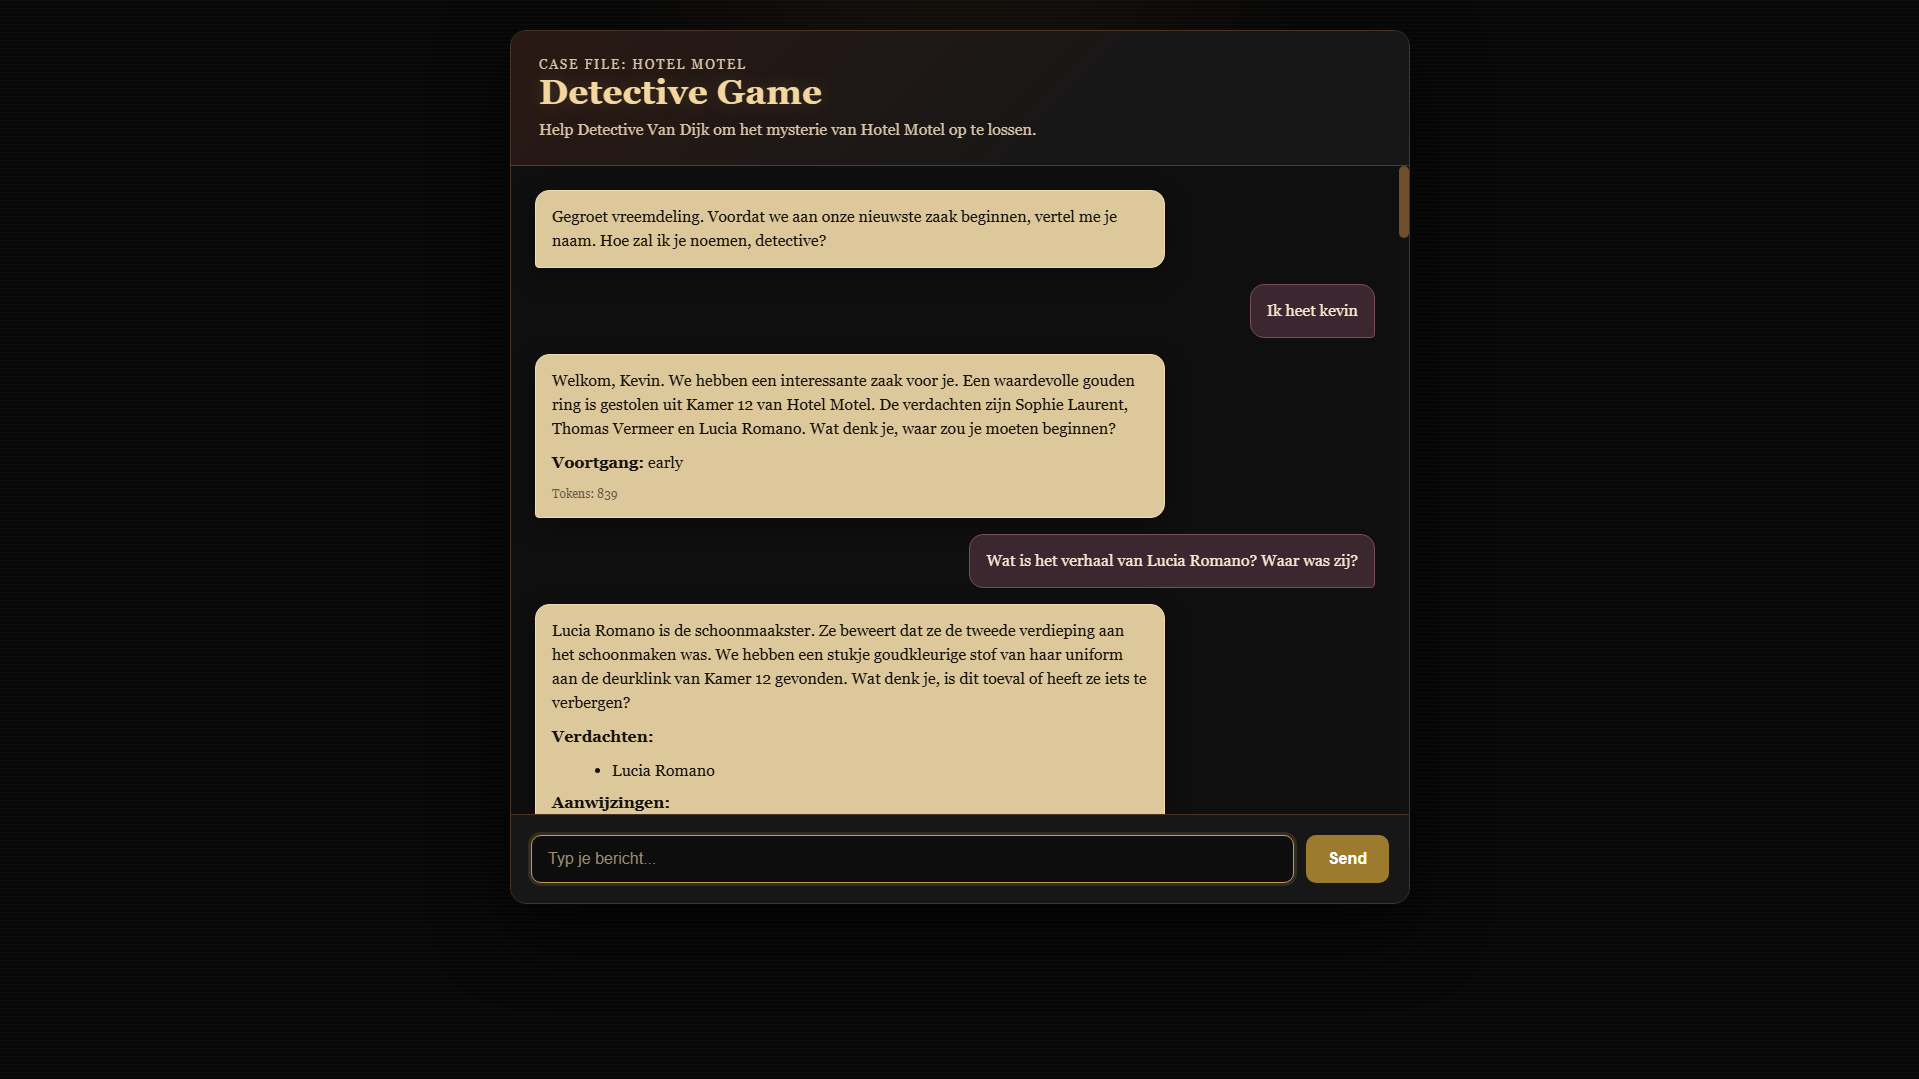 CASE FILE: HOTEL MOTEL
Detective Game
Help Detective Van Dijk om het mysterie van Hotel Motel op te lossen.
Gegroet vreemdeling. Voordat we aan onze nieuwste zaak beginnen, vertel me je
naam. Hoe zal ik je noemen, detective?
Ik heet kevin
Welkom, Kevin. We hebben een interessante zaak voor je. Een waardevolle gouden
ring is gestolen uit Kamer 12 van Hotel Motel. De verdachten zijn Sophie Laurent,
Thomas Vermeer en Lucia Romano. Wat denk je, waar zou je moeten beginnen?
Voortgang: early
Tokens: 839
Wat is het verhaal van Lucia Romano? Waar was zij?
Lucia Romano is de schoonmaakster. Ze beweert dat ze de tweede verdieping aan
het schoonmaken was. We hebben een stukje goudkleurige stof van haar uniform
aan de deurklink van Kamer 12 gevonden. Wat denk je, is dit toeval of heeft ze iets te
verbergen?
Verdachten:
• Lucia Romano
Aanwijzingen:
Typ je bericht...
Send